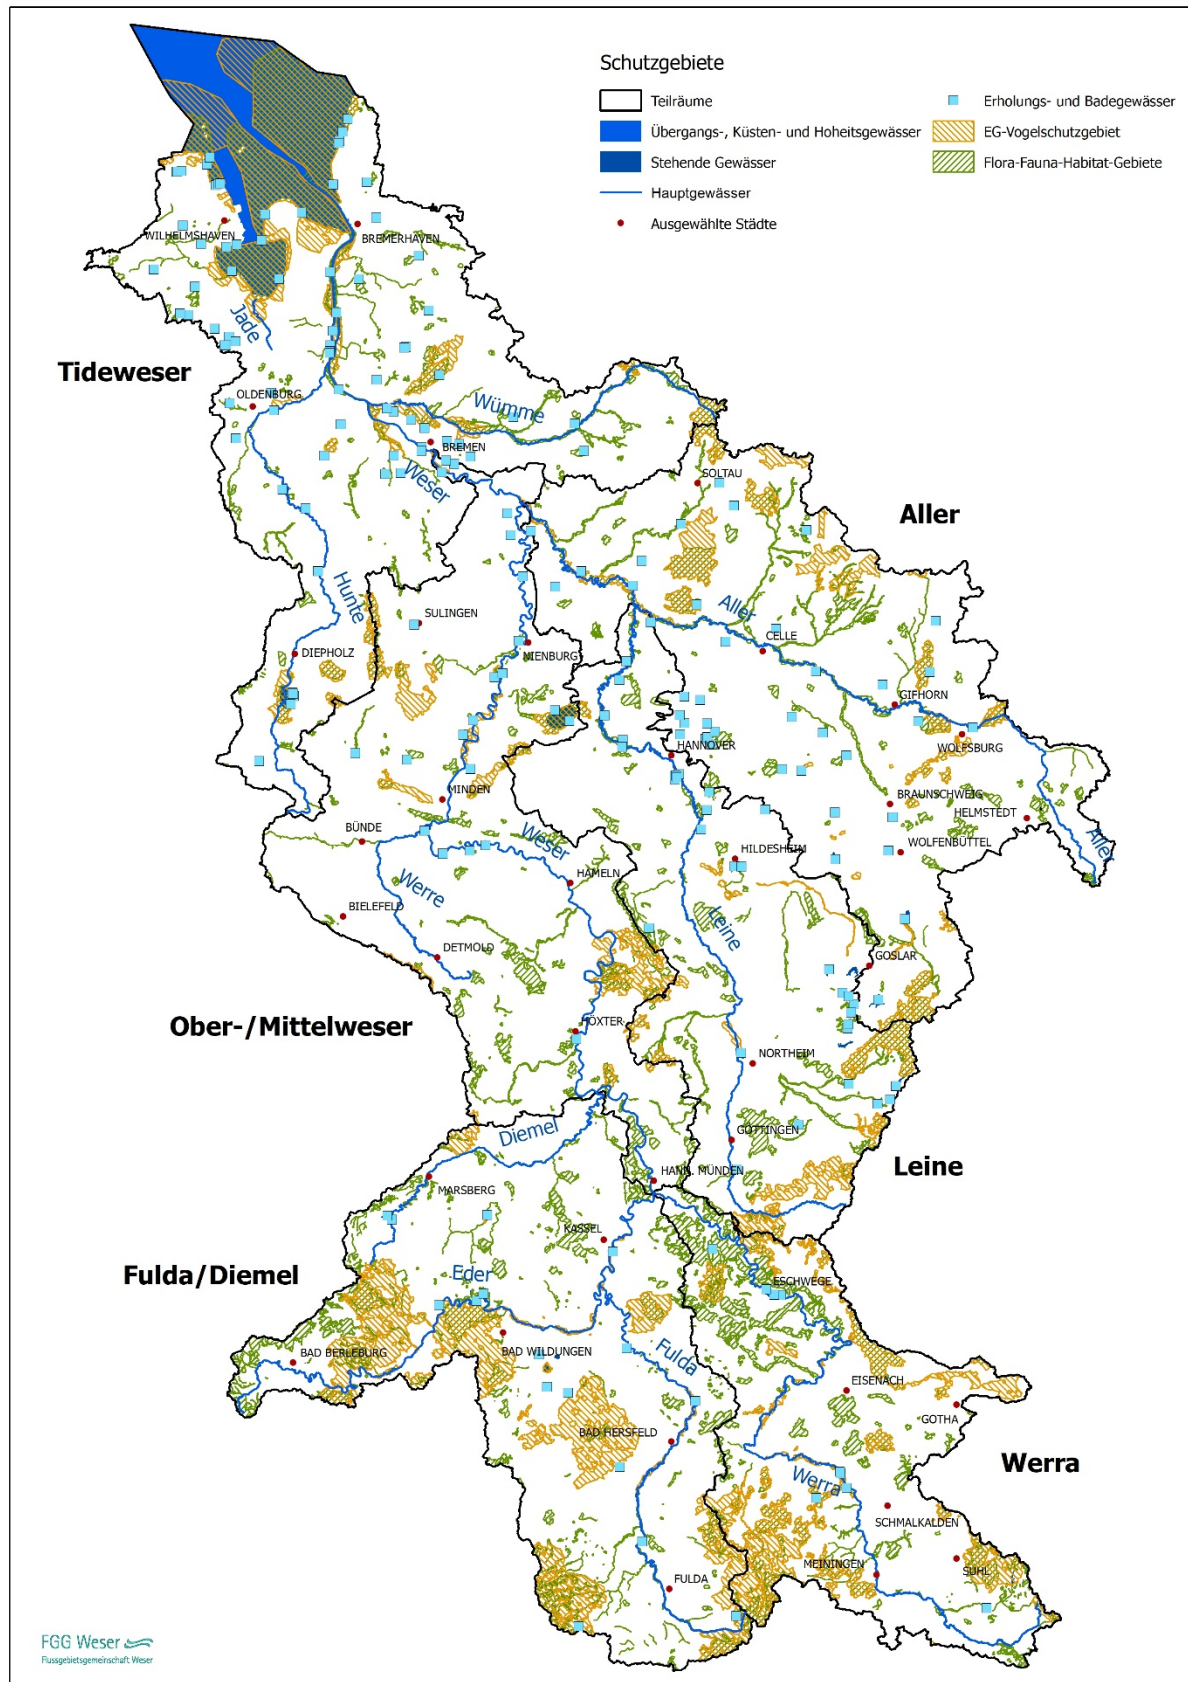 Schutzgebiete
Teilräume
Übergangs-, Küsten- und Hoheitsgewässer
Stehende Gewässer
Hauptgewässer
Ausgewählte Städte
Erholungs- und Badegewässer
EG-Vogelschutzgebiet
Flora-Fauna-Habitat-Gebiete
WILHELMSHAVEN
BREMERHAVEN
Jade
Tideweser
OLDENBURG
Wümme
BREMEN
Weser
SOLTAU
Aller
Hunte
SULINGEN
Aller
CELLE
DIEPHOLZ
NIENBURG
GIFHORN
HANNOVER
WOLFSBURG
MINDEN
BRAUNSCHWEIG
HELMSTEDT
BÜNDE
Weser
HILDESHEIM
WOLFENBÜTTEL
Aller
Werre
HAMELN
BIELEFELD
Leine
DETMOLD
GOSLAR
Ober-/Mittelweser
HÖXTER
NORTHEIM
Diemel
GÖTTINGEN
Leine
MARSBERG
HANN. MÜNDEN
KASSEL
Fulda/Diemel
Eder
ESCHWEGE
BAD BERLEBURG
BAD WILDUNGEN
Fulda
EISENACH
GOTHA
BAD HERSFELD
Werra
Werra
SCHMALKALDEN
MEININGEN
SUHL
FULDA
FGG Weser
Flussgebietsgemeinschaft Weser